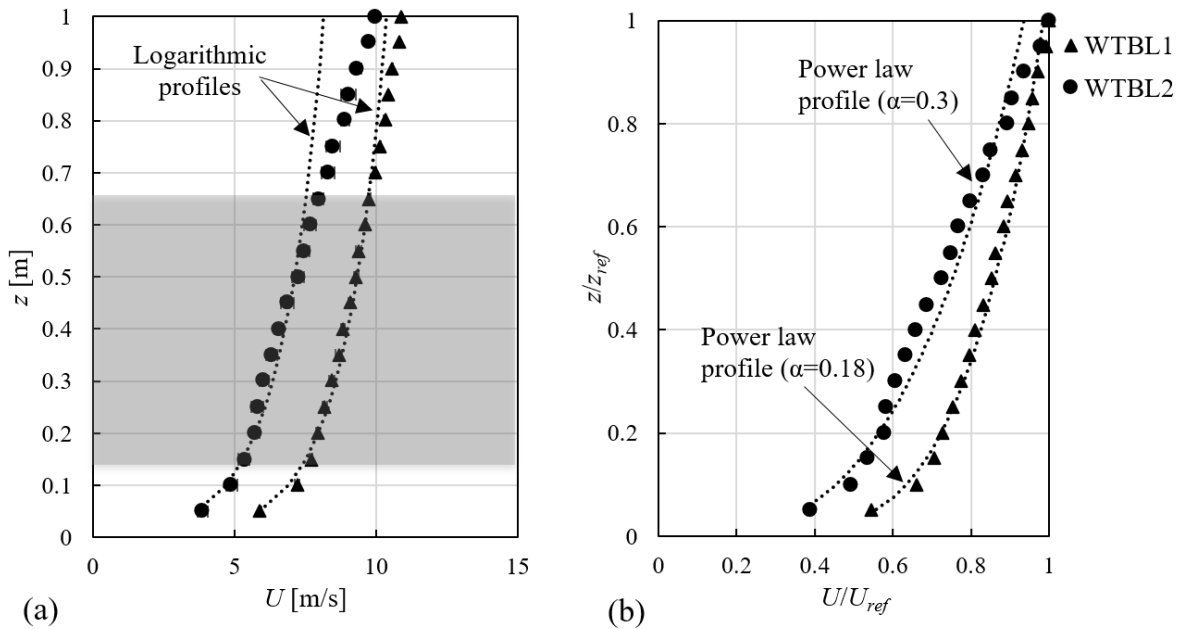 1
0.9
0.8
0.7
0.6
0.5
0.4
0.3
0.2
0.1
0
z [m]
Logarithmic
profiles
0
5
10
15
U [m/s]
(a)
1
0.8
0.6
0.4
0.2
0
z/zref
Power law
profile (α=0.3)
Power law
profile (α=0.18)
0
0.2
0.4
0.6
0.8
1
U/Uref
(b)
WTBL1
WTBL2